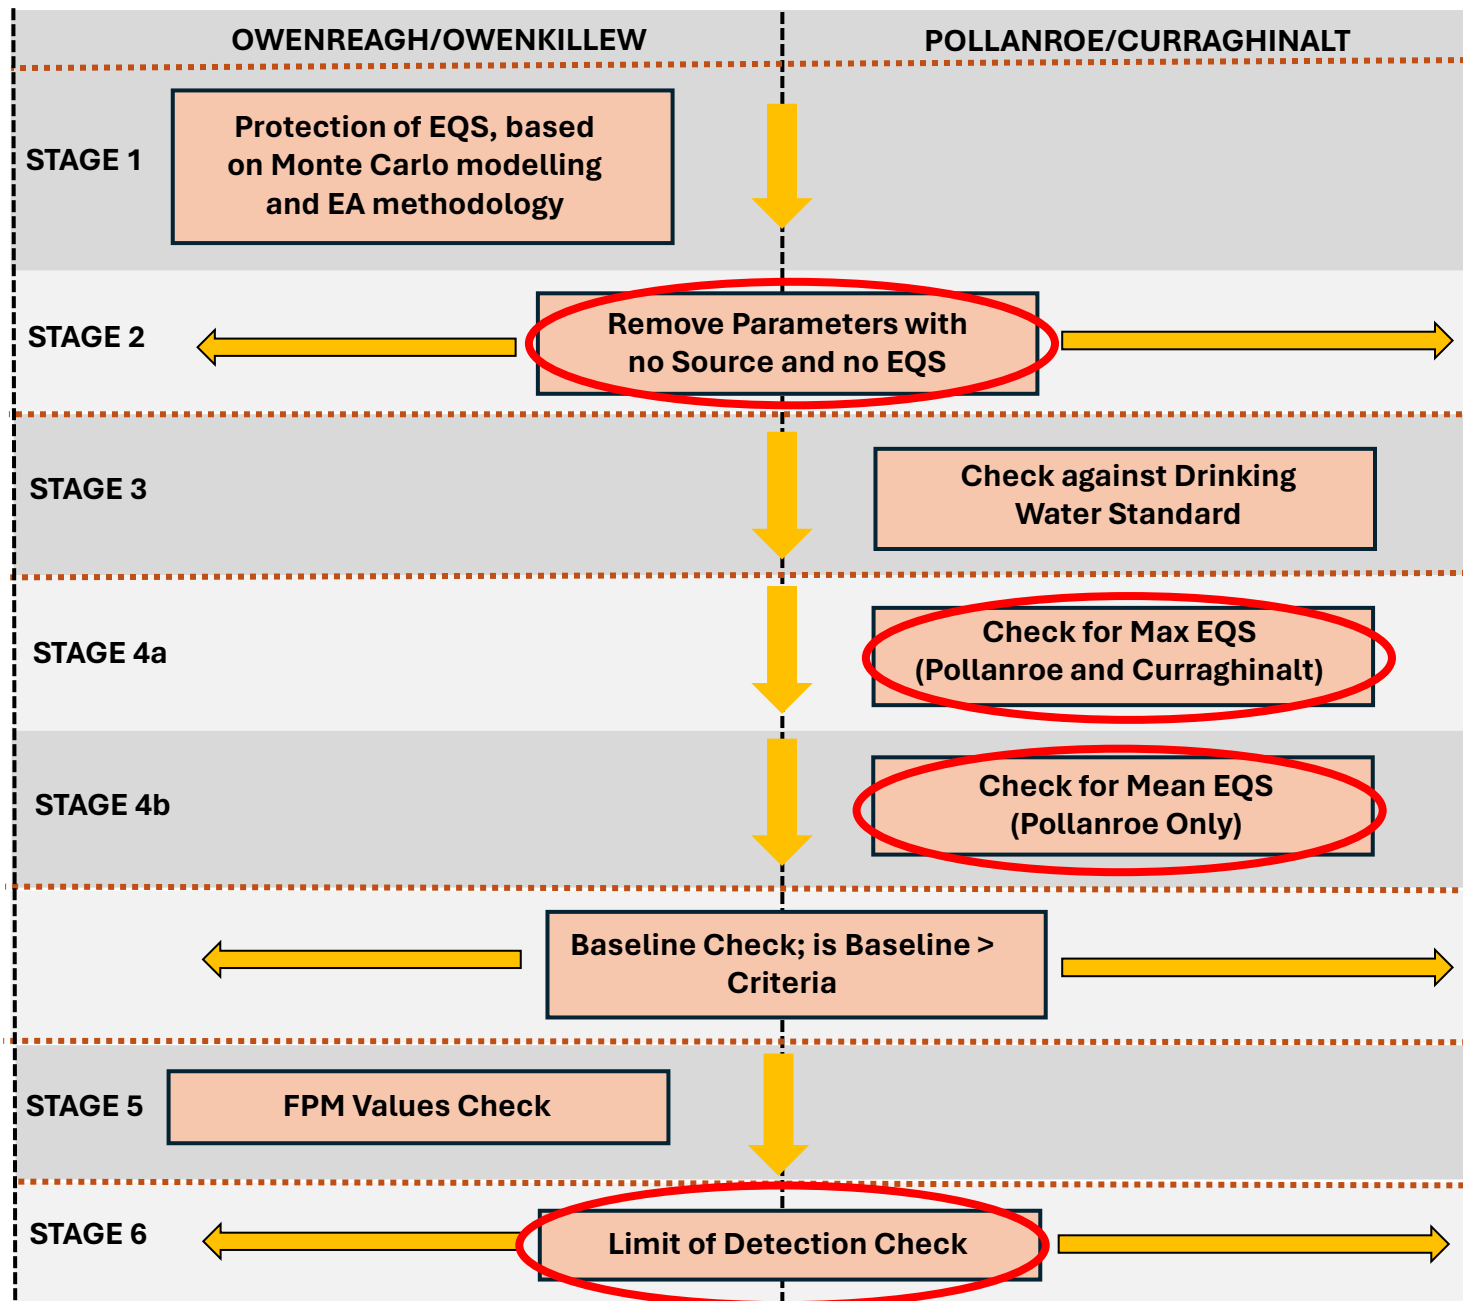 OWENREAGH/OWENKILLEW
POLLANROE/CURRAGHINALT
STAGE 1
Protection of EQS, based
on Monte Carlo modelling
and EA methodology
STAGE 2
Remove Parameters with
no Source and no EQS
STAGE 3
Check against Drinking
Water Standard
STAGE 4a
Check for Max EQS
(Pollanroe and Curraghinalt)
STAGE 4b
Check for Mean EQS
(Pollanroe Only)
Baseline Check; is Baseline >
Criteria
STAGE 5
FPM Values Check
STAGE 6
Limit of Detection Check